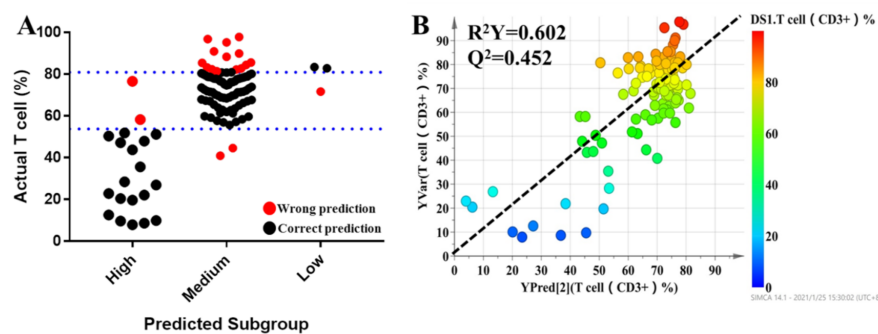 A
Actual T cell (%)
100
80
60
40
20
0
Wrong prediction
Correct prediction
High
Medium
Low
Predicted Subgroup
B
R²Y=0.602
Q²=0.452
YVar(T cell ( CD3+ ) %)
90
80
70
60
50
40
30
20
10
0
0 10 20 30 40 50 60 70 80 90
YPred[2](T cell ( CD3+ ) %)
DS1.T cell ( CD3+ ) %
100
80
60
40
20
0
SIMCA 14.1 - 2021/1/25 15:30:02 (UTC+8